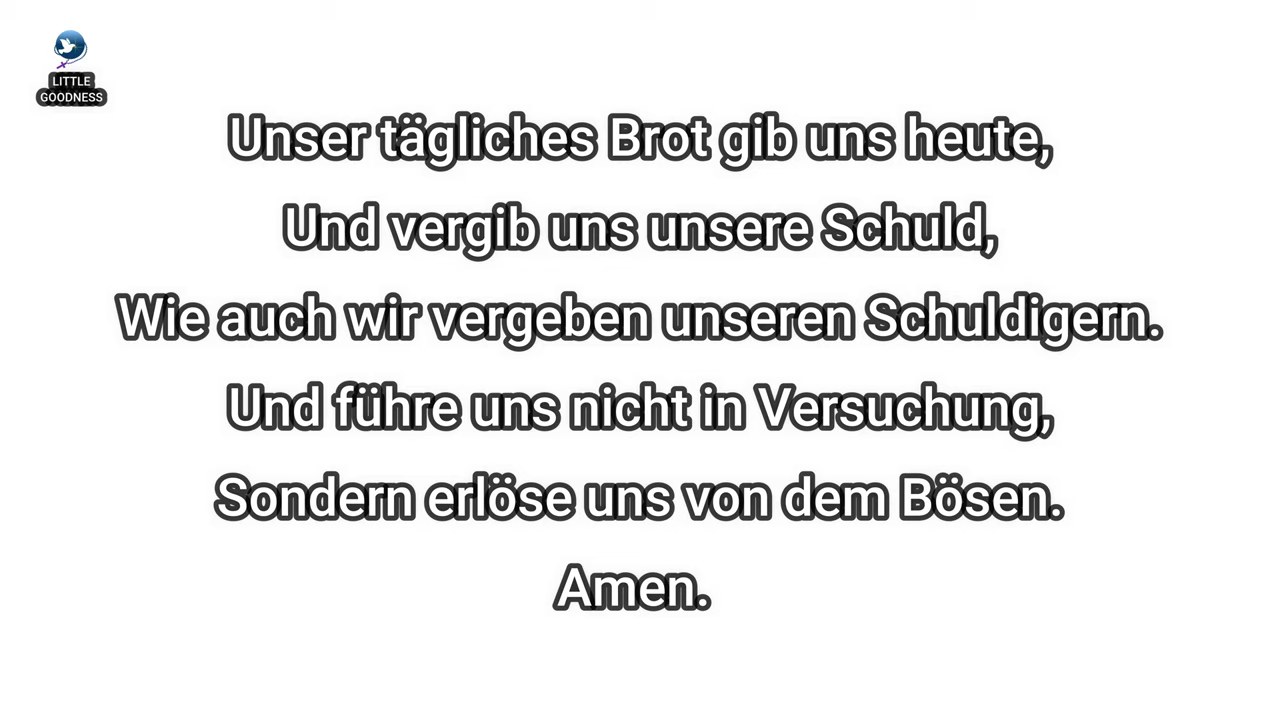 LITTLE
GOODNESS
Unser tägliches Brot gib uns heute,
Und vergib uns unsere Schuld,
Wie auch wir vergeben unseren Schuldigern.
Und führe uns nicht in Versuchung,
Sondern erlöse uns von dem Bösen.
Amen.